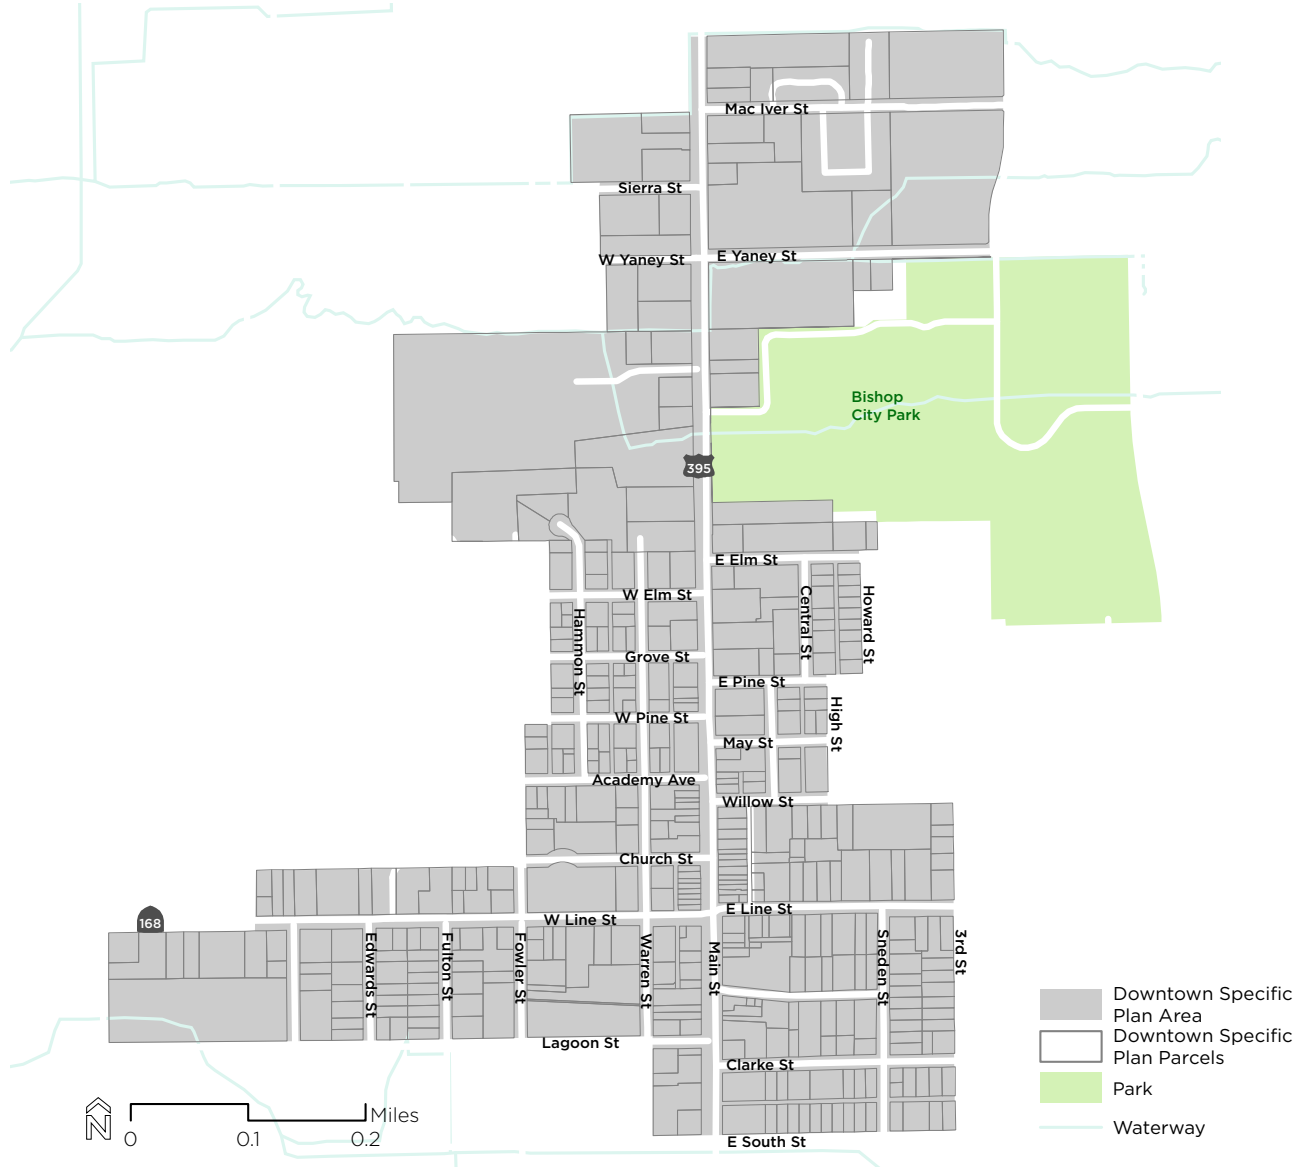 Mac Iver St
Sierra St
W Yaney St
E Yaney St
Bishop
City Park
395
E Elm St
W Elm St
Hammon St
Central St
Howard St
Grove St
E Pine St
W Pine St
High St
May St
Academy Ave
Willow St
Church St
E Line St
W Line St
168
Edwards St
Fulton St
Fowler St
Warren St
Main St
Sneden St
3rd St
Lagoon St
Clarke St
E South St
Downtown Specific
Plan Area
Downtown Specific
Plan Parcels
Park
Waterway
N
Miles
0
0.1
0.2